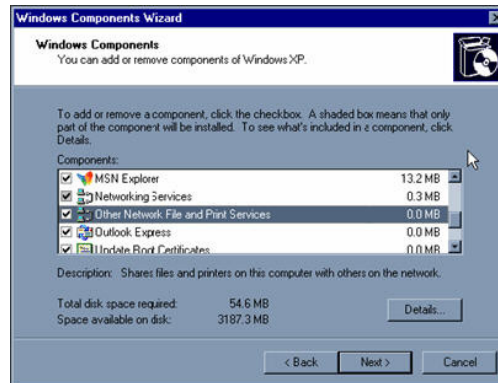 Windows Components Wizard
Windows Components
You can add or remove components of Windows XP.
To add or remove a component, click the checkbox. A shaded box means that only
part of the component will be installed. To see what's included in a component, click
Details.
Components:
MSN Explorer 13.2 MB
Networking Services 0.3 MB
Other Network File and Print Services 0.0 MB
Outlook Express 0.0 MB
Update Root Certificates 0.0 MB
Description: Shares files and printers on this computer with others on the network.
Total disk space required: 54.6 MB
Space available on disk: 3187.3 MB
Details...
< Back Next > Cancel